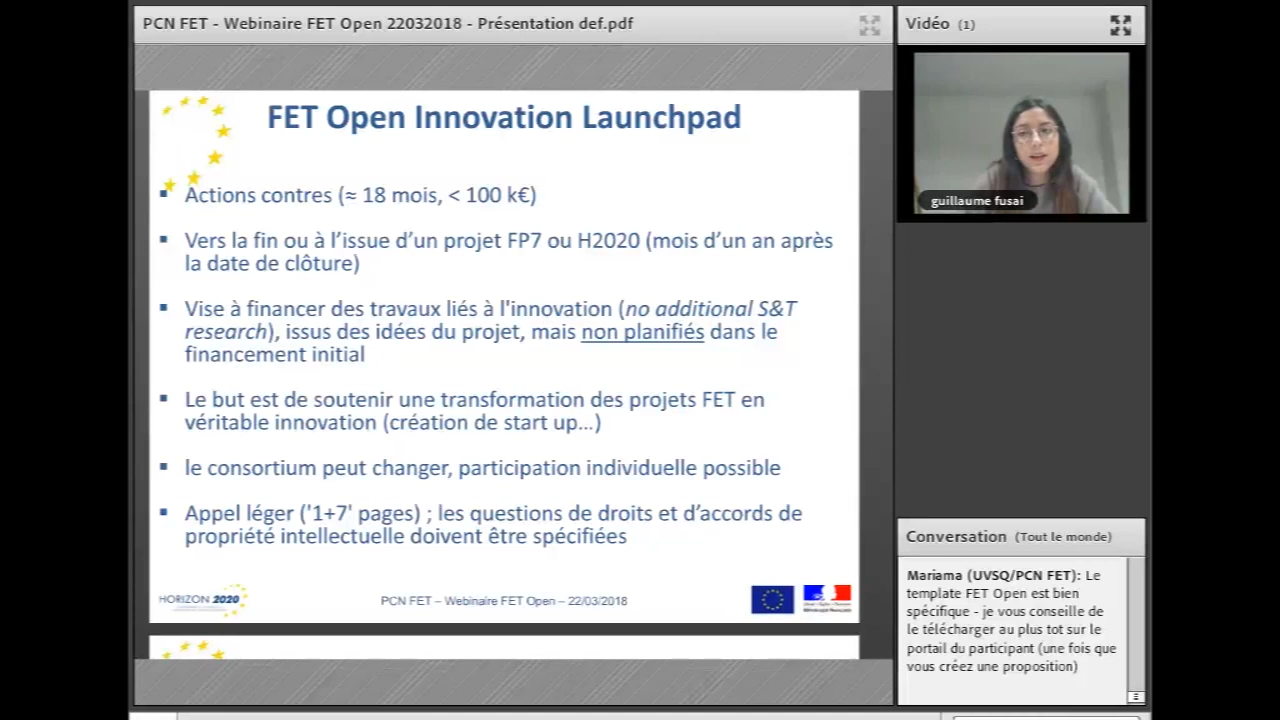 PCN FET - Webinaire FET Open 22032018 - Présentation def.pdf
Vidéo (1)
guillaume fusai
FET Open Innovation Launchpad
Actions contres (≈ 18 mois, < 100 k€)
Vers la fin ou à l’issue d’un projet FP7 ou H2020 (mois d’un an après
la date de clôture)
Vise à financer des travaux liés à l'innovation (no additional S&T
research), issus des idées du projet, mais non planifiés dans le
financement initial
Le but est de soutenir une transformation des projets FET en
véritable innovation (création de start up…)
le consortium peut changer, participation individuelle possible
Appel léger ('1+7' pages) ; les questions de droits et d’accords de
propriété intellectuelle doivent être spécifiées
HORIZON 2020
PCN FET – Webinaire FET Open – 22/03/2018
Conversation (Tout le monde)
Mariama (UVSQ/PCN FET): Le
template FET Open est bien
spécifique - je vous conseille de
le télécharger au plus tot sur le
portail du participant (une fois que
vous créez une proposition)